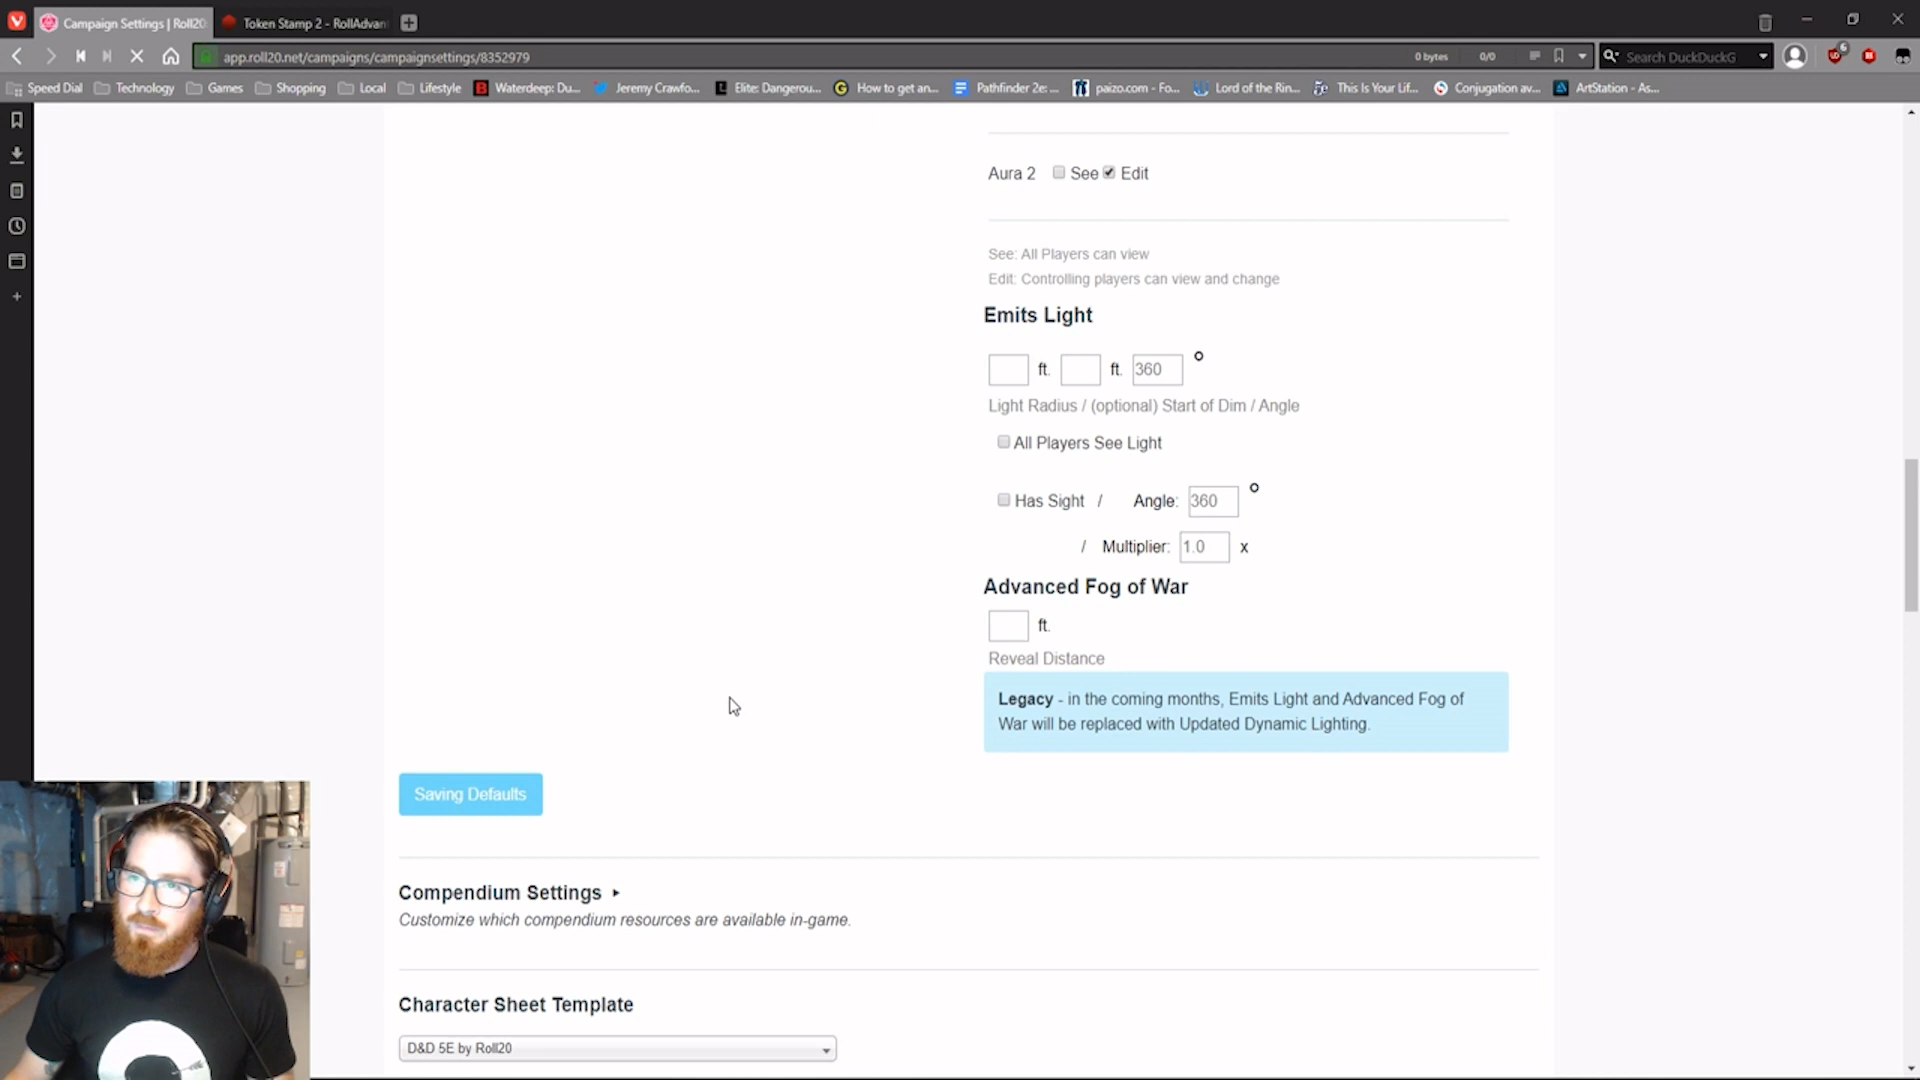 Campaign Settings | Roll20
Token Stamp 2 - RollAdvan
app.roll20.net/campaigns/campaignsettings/8352979
0 bytes
0/0
Search DuckDuckG
6
Speed Dial
Technology
Games
Shopping
Local
Lifestyle
Waterdeep: Du...
Jeremy Crawfo...
Elite: Dangerou...
How to get an...
Pathfinder 2e: ...
paizo.com - Fo...
Lord of the Rin...
This Is Your Lif...
Conjugation av...
ArtStation - As...
Aura 2 See Edit
See: All Players can view
Edit: Controlling players can view and change
Emits Light
ft. ft. 360 °
Light Radius / (optional) Start of Dim / Angle
All Players See Light
Has Sight / Angle: 360 °
/ Multiplier: 1.0 x
Advanced Fog of War
ft.
Reveal Distance
Legacy - in the coming months, Emits Light and Advanced Fog of
War will be replaced with Updated Dynamic Lighting.
Saving Defaults
Compendium Settings
Customize which compendium resources are available in-game.
Character Sheet Template
D&D 5E by Roll20